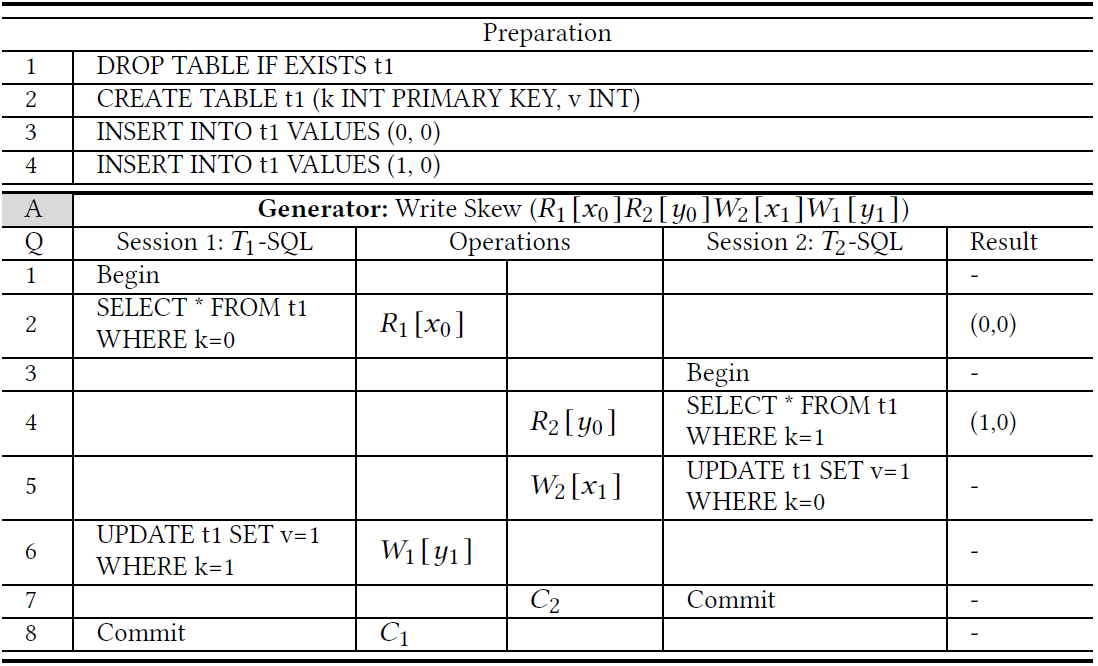 Preparation
1 DROP TABLE IF EXISTS t1
2 CREATE TABLE t1 (k INT PRIMARY KEY, v INT)
3 INSERT INTO t1 VALUES (0, 0)
4 INSERT INTO t1 VALUES (1, 0)
A Generator: Write Skew (R₁[x₀]R₂[y₀]W₂[x₁]W₁[y₁])
Q Session 1: T₁-SQL Operations Session 2: T₂-SQL Result
1 Begin -
2 SELECT * FROM t1 WHERE k=0 R₁[x₀] (0,0)
3 Begin -
4 R₂[y₀] SELECT * FROM t1 WHERE k=1 (1,0)
5 W₂[x₁] UPDATE t1 SET v=1 WHERE k=0 -
6 UPDATE t1 SET v=1 WHERE k=1 W₁[y₁] -
7 C₂ Commit -
8 Commit C₁ -